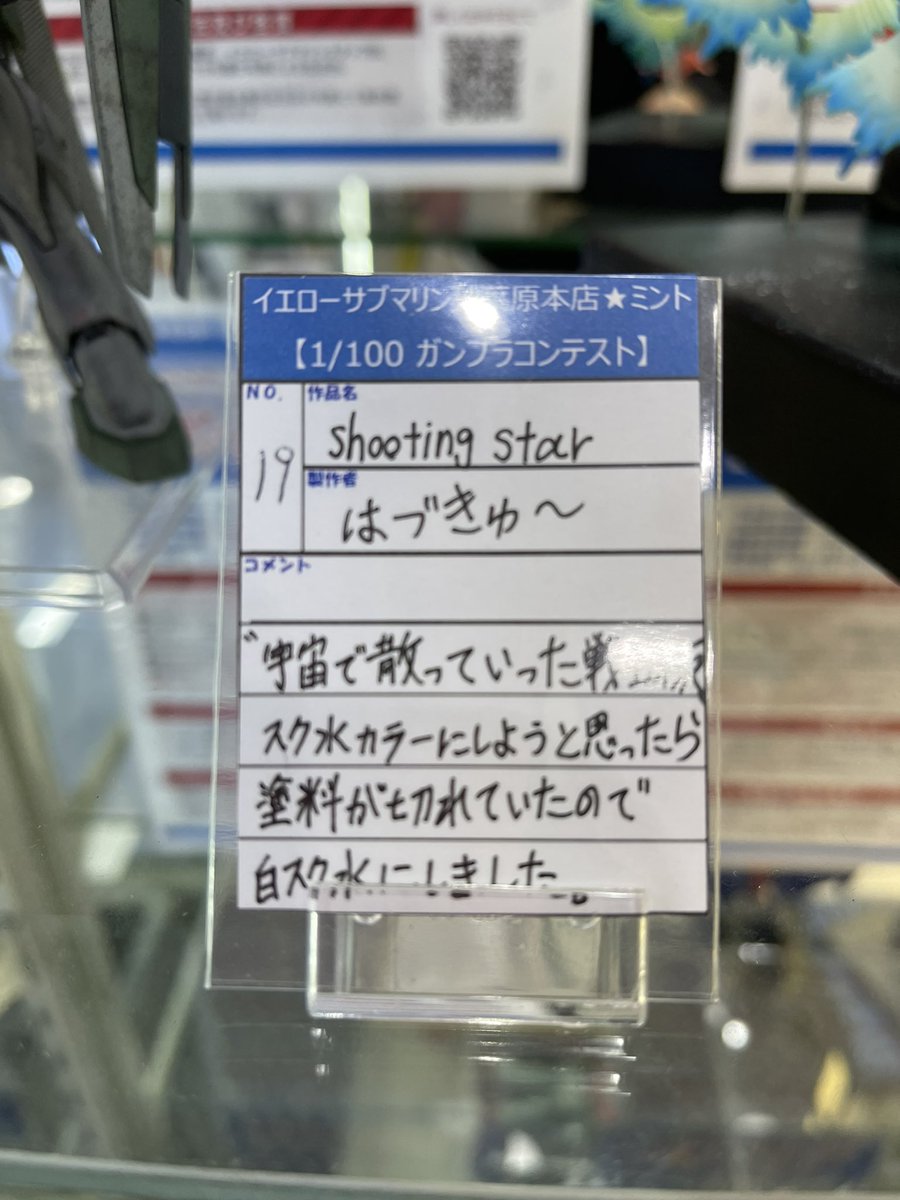 イエローサブマリン 原本店★ミント
【1/100 ガンプラコンテスト】
NO.
作品名
19
shooting star
製作者
はづきゅ〜
コメント
"宇宙で散っていった戦
スク水カラーにしようと思ったら
塗料が切れていたので"
白スク水にしました。